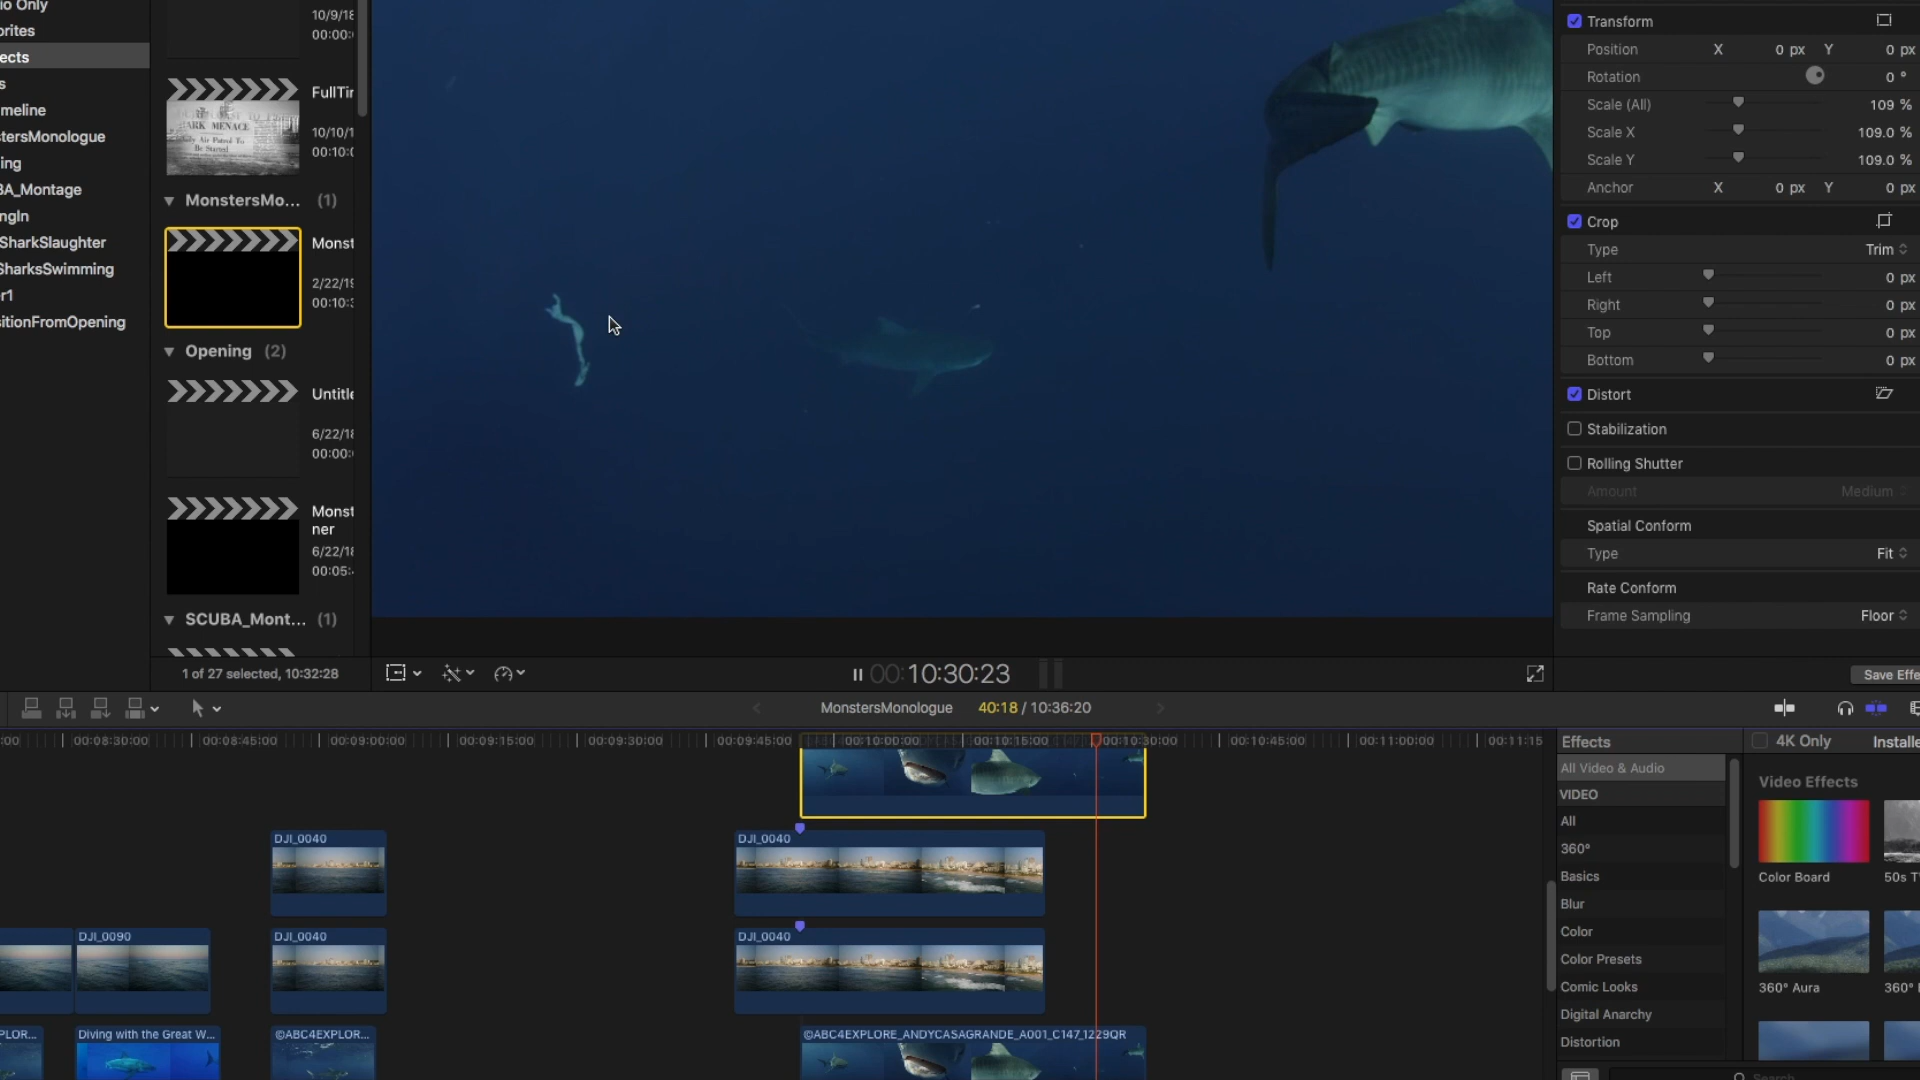 io Only
orites
ects
s
meline
stersMonologue
ing
BA_Montage
ngIn
SharkSlaughter
SharksSwimming
r1
sitionFromOpening
10/9/18
00:00:
FullTir
10/10/1
00:10:0
ARK MENACE
MonstersMo... (1)
Monst
2/22/19
00:10:3
Opening (2)
Untitle
6/22/18
00:00:
Monst
ner
6/22/18
00:05:
SCUBA_Mont... (1)
1 of 27 selected, 10:32:28
00:10:30:23
Transform
Position X 0 px Y 0 px
Rotation 0 °
Scale (All) 109 %
Scale X 109.0 %
Scale Y 109.0 %
Anchor X 0 px Y 0 px
Crop
Type Trim
Left 0 px
Right 0 px
Top 0 px
Bottom 0 px
Distort
Stabilization
Rolling Shutter
Amount Medium
Spatial Conform
Type Fit
Rate Conform
Frame Sampling Floor
Save Effe
MonstersMonologue 40:18 / 10:36:20
:00 00:08:30:00 00:08:45:00 00:09:00:00 00:09:15:00 00:09:30:00 00:09:45:00 00:10:00:00 00:10:15:00 00:10:30:00 00:10:45:00 00:11:00:00 00:11:15
DJI_0040
DJI_0040
DJI_0090
DJI_0040
DJI_0040
PLOR...
Diving with the Great W...
©ABC4EXPLOR...
©ABC4EXPLORE_ANDYCASAGRANDE_A001_C147_1229QR
Effects
4K Only
Installe
All Video & Audio
VIDEO
All
360°
Basics
Blur
Color
Color Presets
Comic Looks
Digital Anarchy
Distortion
Video Effects
Color Board
50s T
360° Aura
360°
Search